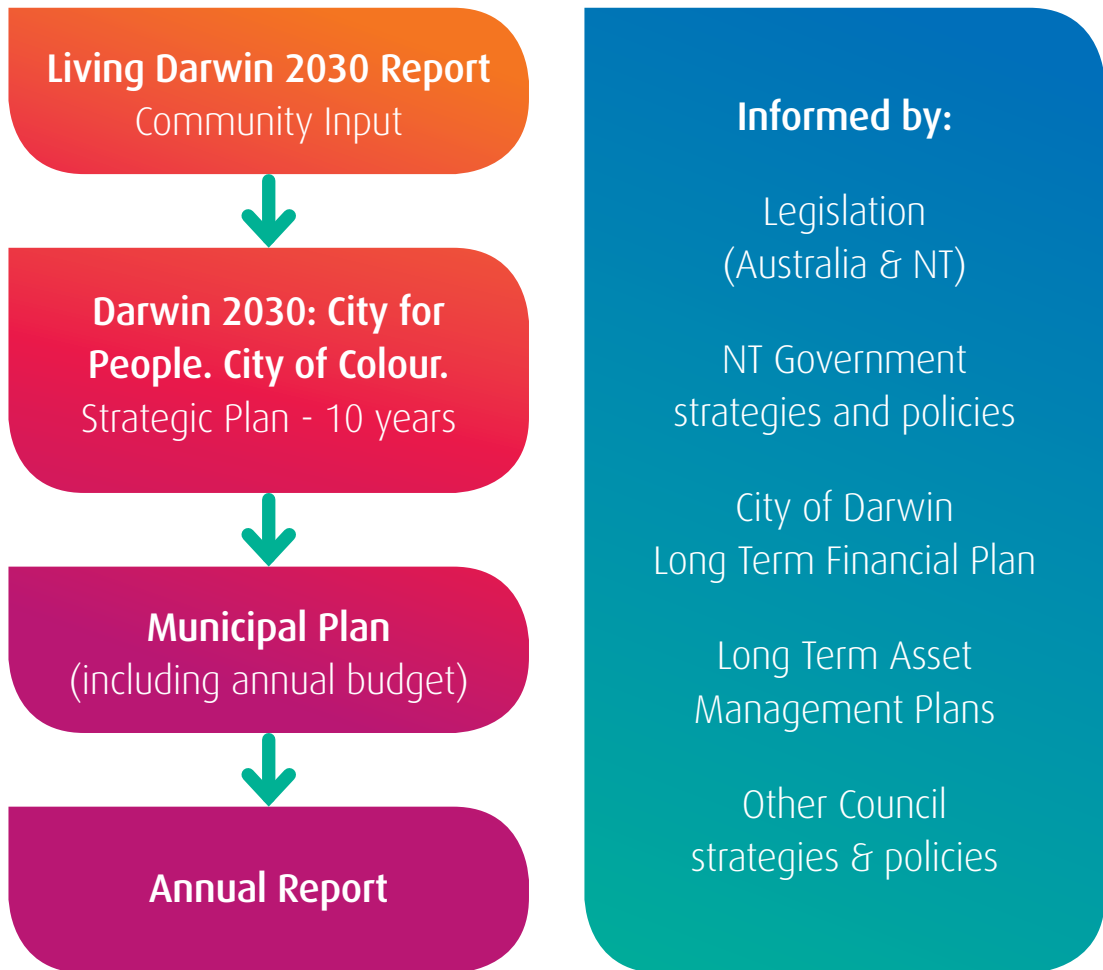 Living Darwin 2030 Report
Community Input
Darwin 2030: City for
People. City of Colour.
Strategic Plan - 10 years
Municipal Plan
(including annual budget)
Annual Report
Informed by:
Legislation
(Australia & NT)
NT Government
strategies and policies
City of Darwin
Long Term Financial Plan
Long Term Asset
Management Plans
Other Council
strategies & policies